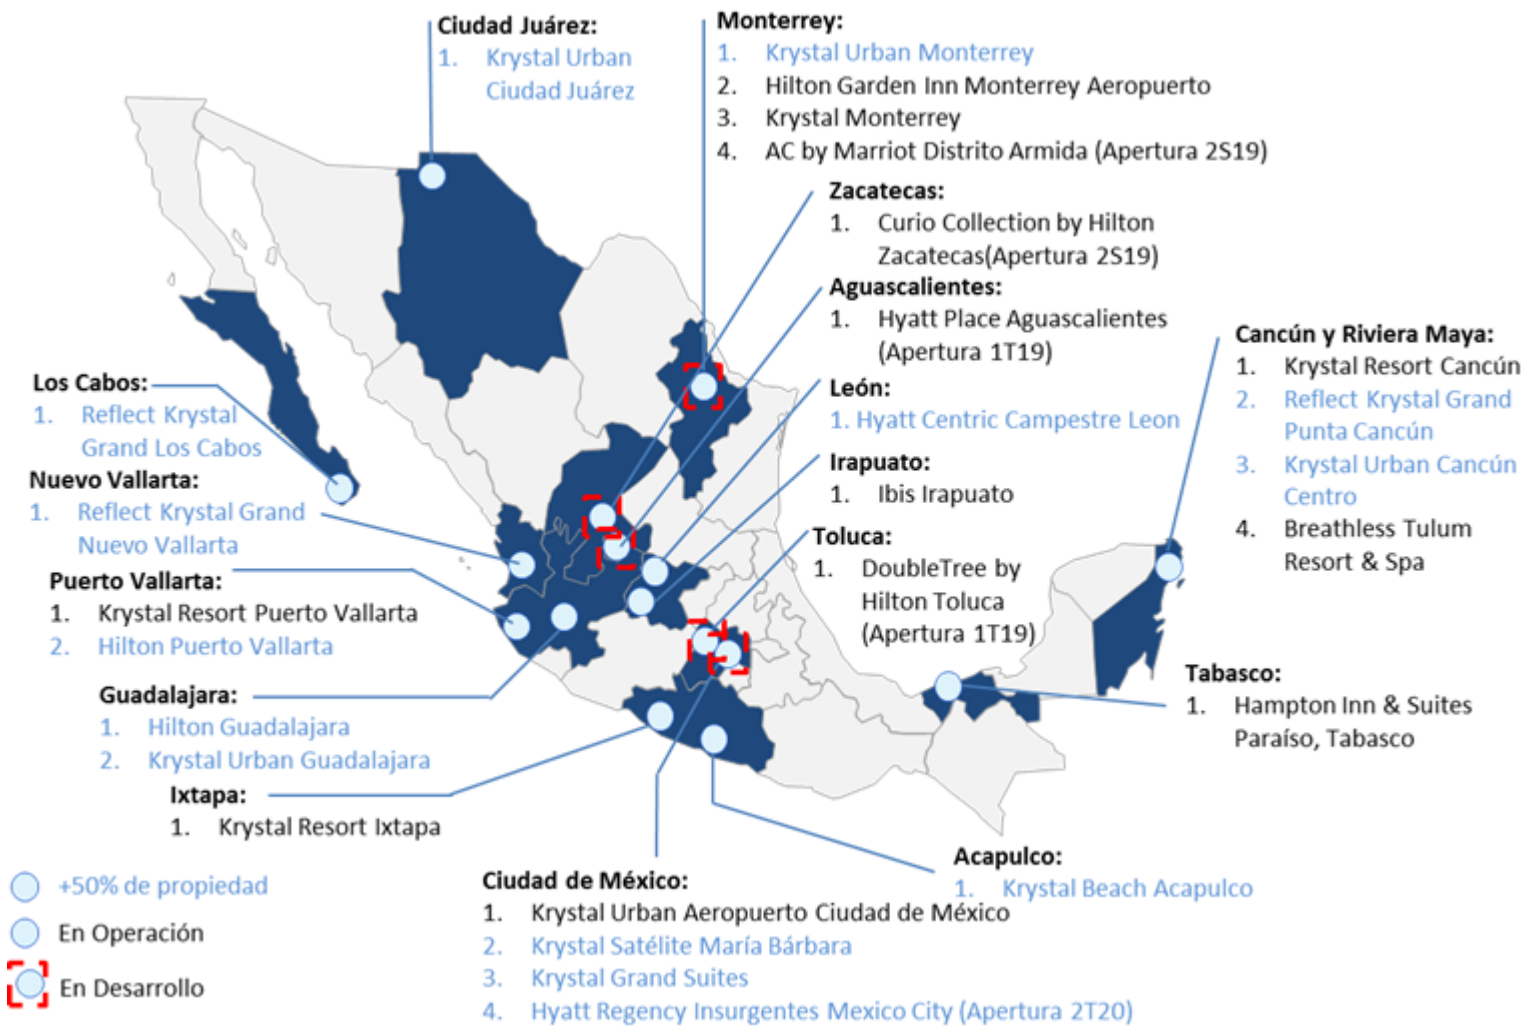 Ciudad Juárez:
1. Krystal Urban
Ciudad Juárez
Monterrey:
1. Krystal Urban Monterrey
2. Hilton Garden Inn Monterrey Aeropuerto
3. Krystal Monterrey
4. AC by Marriot Distrito Armida (Apertura 2S19)
Zacatecas:
1. Curio Collection by Hilton
Zacatecas(Apertura 2S19)
Aguascalientes:
1. Hyatt Place Aguascalientes
(Apertura 1T19)
León:
1. Hyatt Centric Campestre Leon
Irapuato:
1. Ibis Irapuato
Toluca:
1. DoubleTree by
Hilton Toluca
(Apertura 1T19)
Cancún y Riviera Maya:
1. Krystal Resort Cancún
2. Reflect Krystal Grand
Punta Cancún
3. Krystal Urban Cancún
Centro
4. Breathless Tulum
Resort & Spa
Tabasco:
1. Hampton Inn & Suites
Paraíso, Tabasco
Los Cabos:
1. Reflect Krystal
Grand Los Cabos
Nuevo Vallarta:
1. Reflect Krystal Grand
Nuevo Vallarta
Puerto Vallarta:
1. Krystal Resort Puerto Vallarta
2. Hilton Puerto Vallarta
Guadalajara:
1. Hilton Guadalajara
2. Krystal Urban Guadalajara
Ixtapa:
1. Krystal Resort Ixtapa
Acapulco:
1. Krystal Beach Acapulco
Ciudad de México:
1. Krystal Urban Aeropuerto Ciudad de México
2. Krystal Satélite María Bárbara
3. Krystal Grand Suites
4. Hyatt Regency Insurgentes Mexico City (Apertura 2T20)
+50% de propiedad
En Operación
En Desarrollo